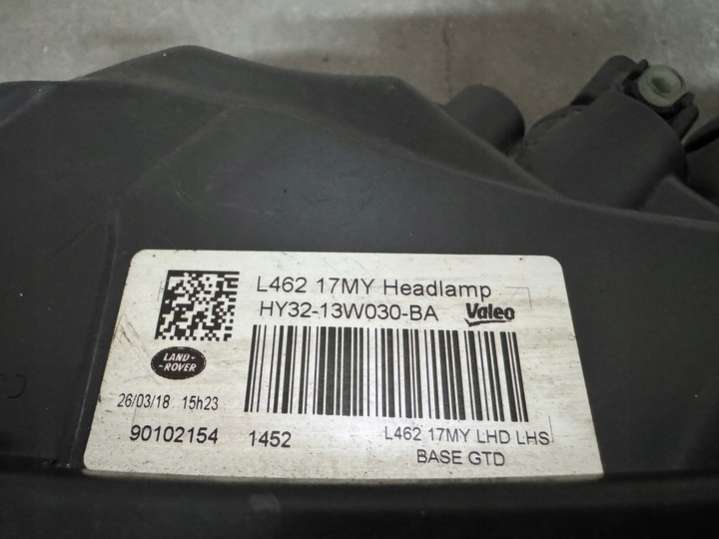 L462 17MY Headlamp
HY32-13W030-BA Valeo
LAND-
-ROVER
26/03/18 15h23
90102154 1452
L462 17MY LHD LHS
BASE GTD